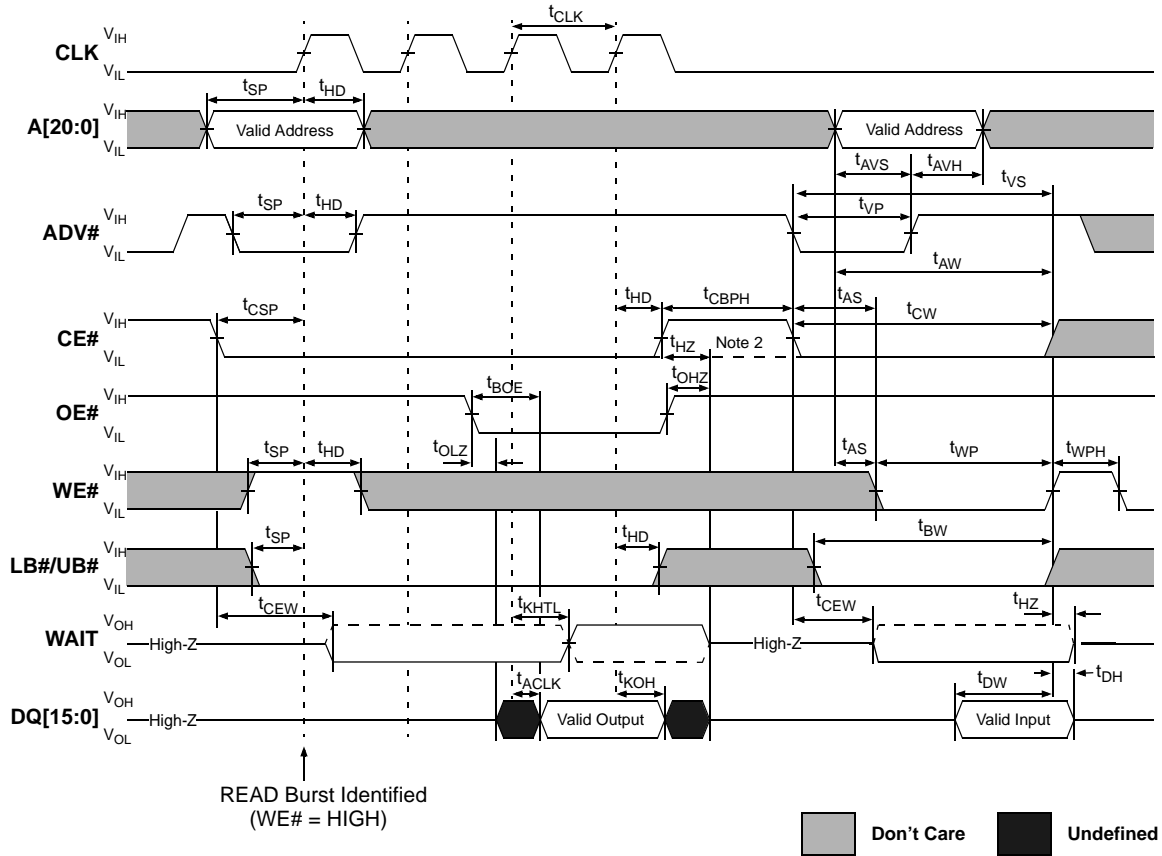 tCLK
CLK VIH
VIL
tSP tHD
A[20:0] VIH
VIL
Valid Address Valid Address
tAVS tAVH
tVS
tSP tHD tVP
ADV# VIH
VIL
tAW
tCSP tHD tCBPH tAS
tCW
CE# VIH
VIL
tHZ Note 2
tBOE tOHZ
OE# VIH
VIL
tOLZ
tSP tHD tAS tWP tWPH
WE# VIH
VIL
tSP tHD tBW
LB#/UB# VIH
VIL
tCEW tKHTL tCEW tHZ
WAIT VOH
VOL
High-Z High-Z
tACLK tKOH tDW tDH
DQ[15:0] VOH
VOL
High-Z Valid Output Valid Input
READ Burst Identified
(WE# = HIGH)
Don't Care Undefined